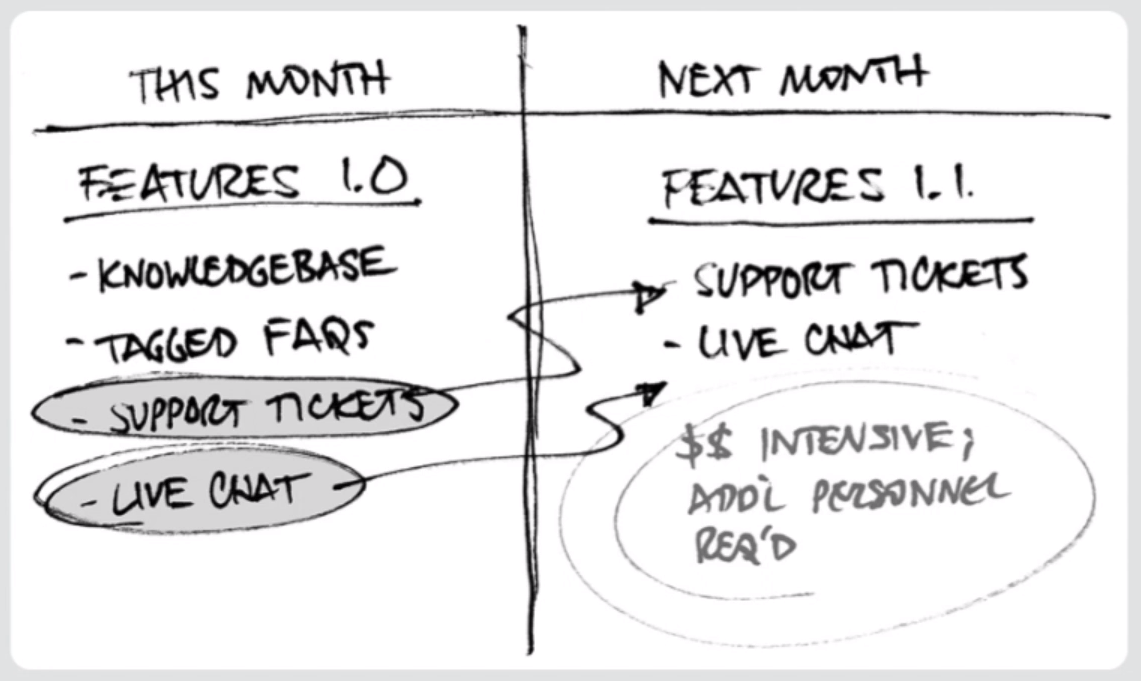 THIS MONTH
FEATURES 1.0
- KNOWLEDGEBASE
- TAGGED FAQS
- SUPPORT TICKETS
- LIVE CHAT
NEXT MONTH
FEATURES 1.1.
SUPPORT TICKETS
- LIVE CHAT
$$ INTENSIVE;
ADD'L PERSONNEL
REQ'D